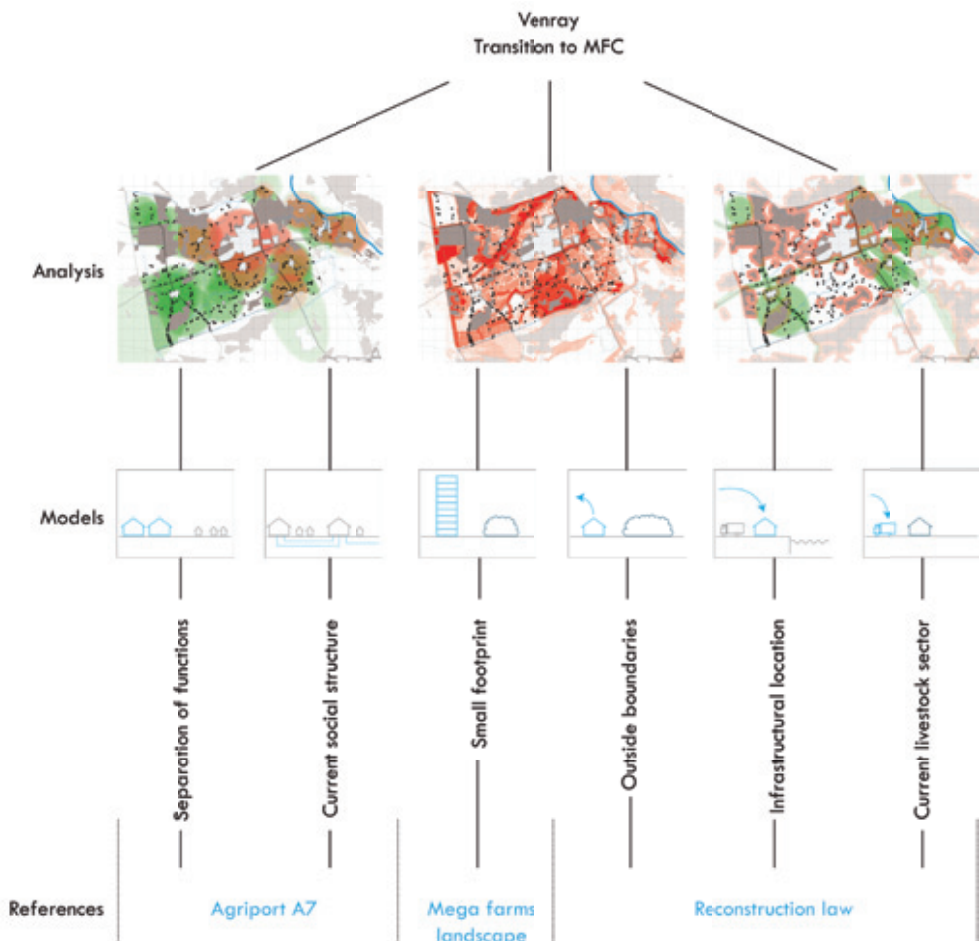 Venray
Transition to MFC
Analysis
Models
Separation of functions
Current social structure
Small footprint
Outside boundaries
Infrastructural location
Current livestock sector
References
Agriport A7
Mega farms
landscape
Reconstruction law